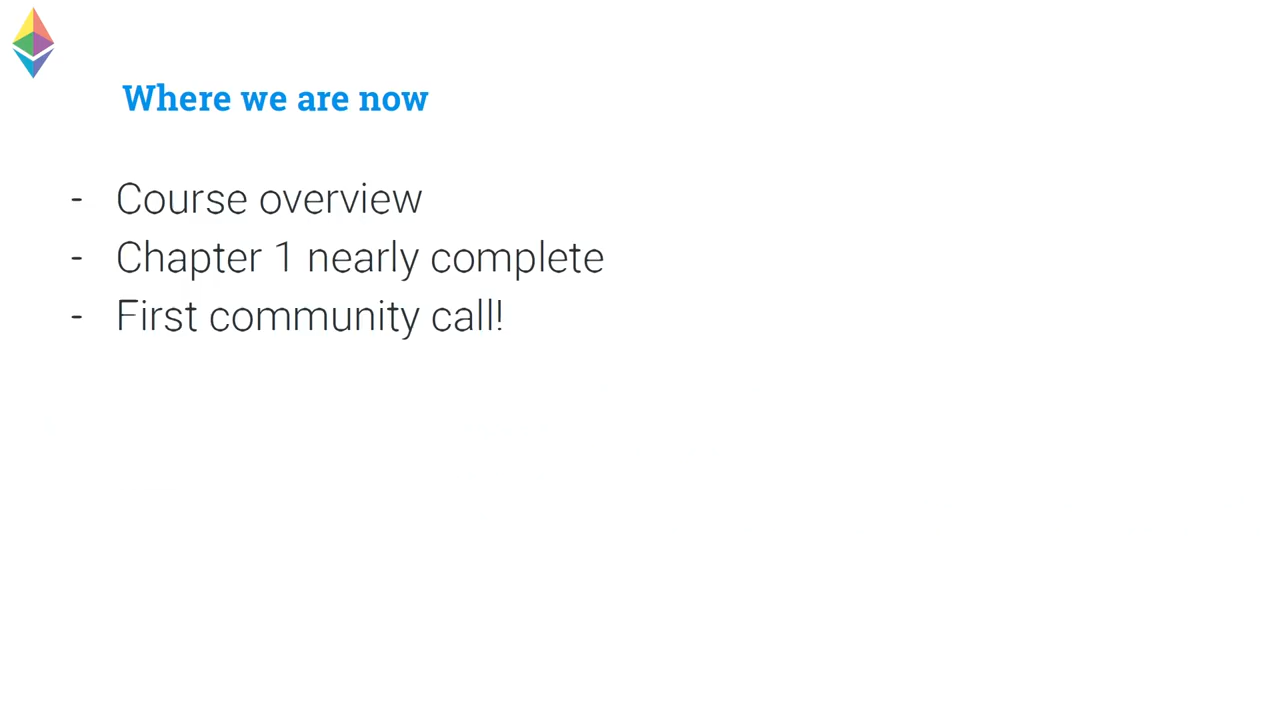 Where we are now
- Course overview
- Chapter 1 nearly complete
- First community call!